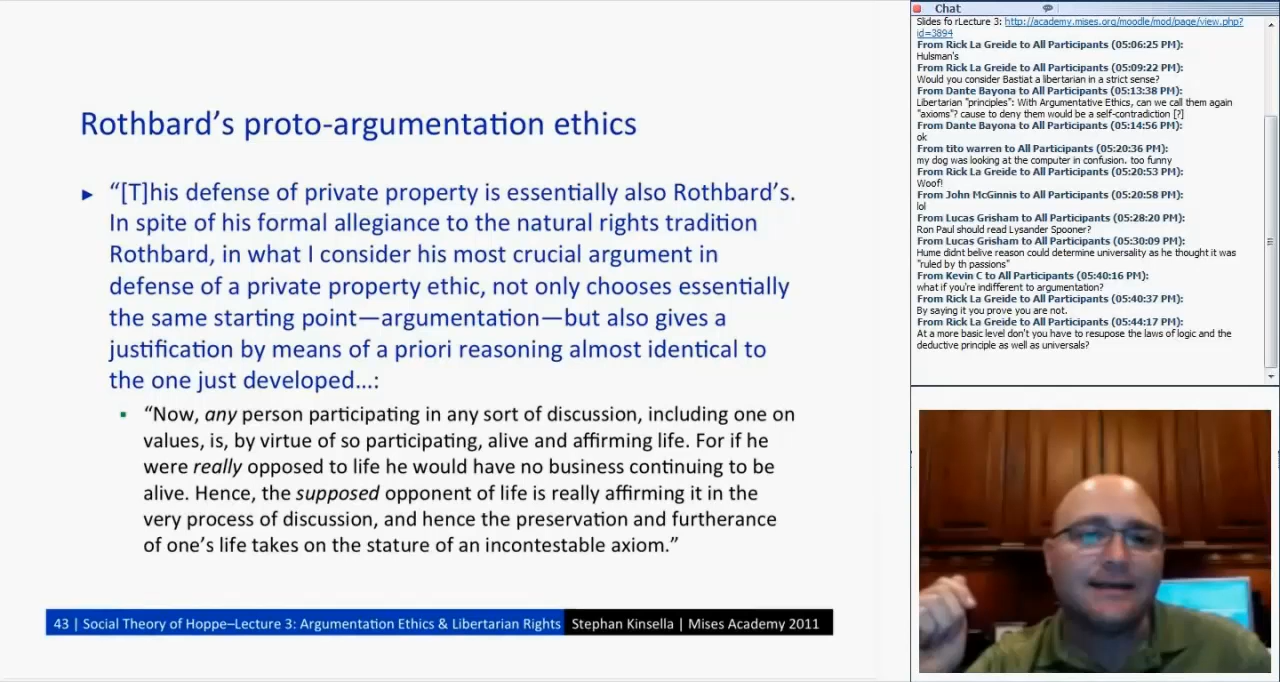 Rothbard's proto-argumentation ethics
► “[T]his defense of private property is essentially also Rothbard’s.
In spite of his formal allegiance to the natural rights tradition
Rothbard, in what I consider his most crucial argument in
defense of a private property ethic, not only chooses essentially
the same starting point—argumentation—but also gives a
justification by means of a priori reasoning almost identical to
the one just developed…:
▪ “Now, any person participating in any sort of discussion, including one on
values, is, by virtue of so participating, alive and affirming life. For if he
were really opposed to life he would have no business continuing to be
alive. Hence, the supposed opponent of life is really affirming it in the
very process of discussion, and hence the preservation and furtherance
of one’s life takes on the stature of an incontestable axiom.”
43 | Social Theory of Hoppe–Lecture 3: Argumentation Ethics & Libertarian Rights Stephan Kinsella | Mises Academy 2011
Chat
Slides fo rLecture 3: http://academy.mises.org/moodle/mod/page/view.php?
id=3894
From Rick La Greide to All Participants (05:06:25 PM):
Hulsman's
From Rick La Greide to All Participants (05:09:22 PM):
Would you consider Bastiat a libertarian in a strict sense?
From Dante Bayona to All Participants (05:13:38 PM):
Libertarian "principles": With Argumentative Ethics, can we call them again
"axioms"? cause to deny them would be a self-contradiction [?]
From Dante Bayona to All Participants (05:14:56 PM):
ok
From tito warren to All Participants (05:20:36 PM):
my dog was looking at the computer in confusion. too funny
From Rick La Greide to All Participants (05:20:53 PM):
Woof!
From John McGinnis to All Participants (05:20:58 PM):
lol
From Lucas Grisham to All Participants (05:28:20 PM):
Ron Paul should read Lysander Spooner?
From Lucas Grisham to All Participants (05:30:09 PM):
Hume didnt belive reason could determine universality as he thought it was
"ruled by th passions"
From Kevin C to All Participants (05:40:16 PM):
what if you're indifferent to argumentation?
From Rick La Greide to All Participants (05:40:37 PM):
By saying it you prove you are not.
From Rick La Greide to All Participants (05:44:17 PM):
At a more basic level don't you have to resupose the laws of logic and the
deductive principle as well as universals?